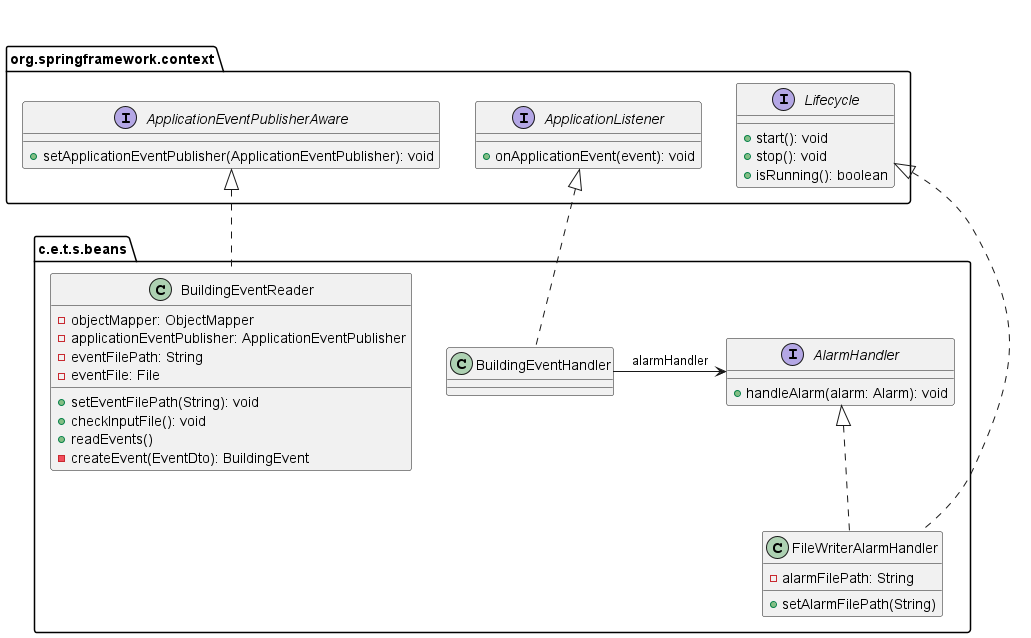 org.springframework.context
I ApplicationEventPublisherAware
setApplicationEventPublisher(ApplicationEventPublisher): void
I ApplicationListener
onApplicationEvent(event): void
I Lifecycle
start(): void
stop(): void
isRunning(): boolean
c.e.t.s.beans
C BuildingEventReader
objectMapper: ObjectMapper
applicationEventPublisher: ApplicationEventPublisher
eventFilePath: String
eventFile: File
setEventFilePath(String): void
checkInputFile(): void
readEvents()
createEvent(EventDto): BuildingEvent
C BuildingEventHandler
alarmHandler
I AlarmHandler
handleAlarm(alarm: Alarm): void
C FileWriterAlarmHandler
alarmFilePath: String
setAlarmFilePath(String)